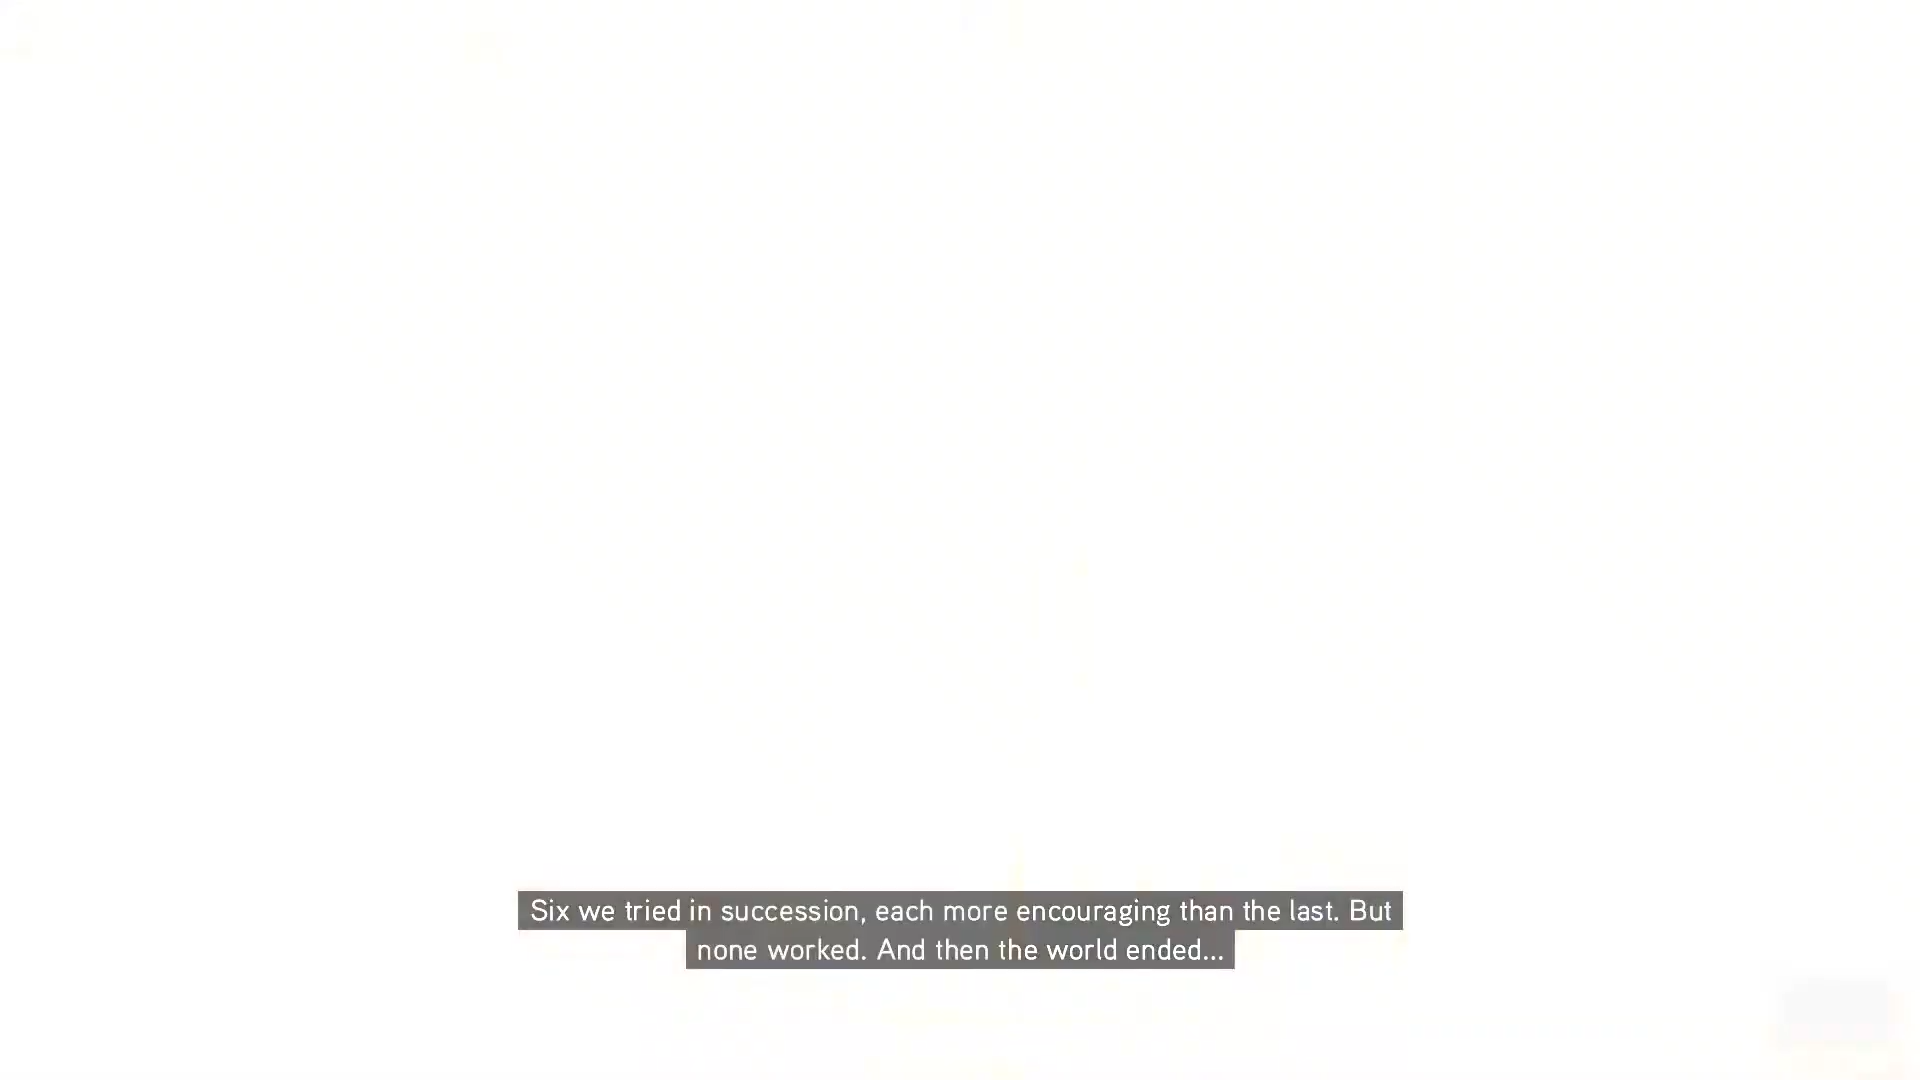 Six we tried in succession, each more encouraging than the last. But
none worked. And then the world ended...